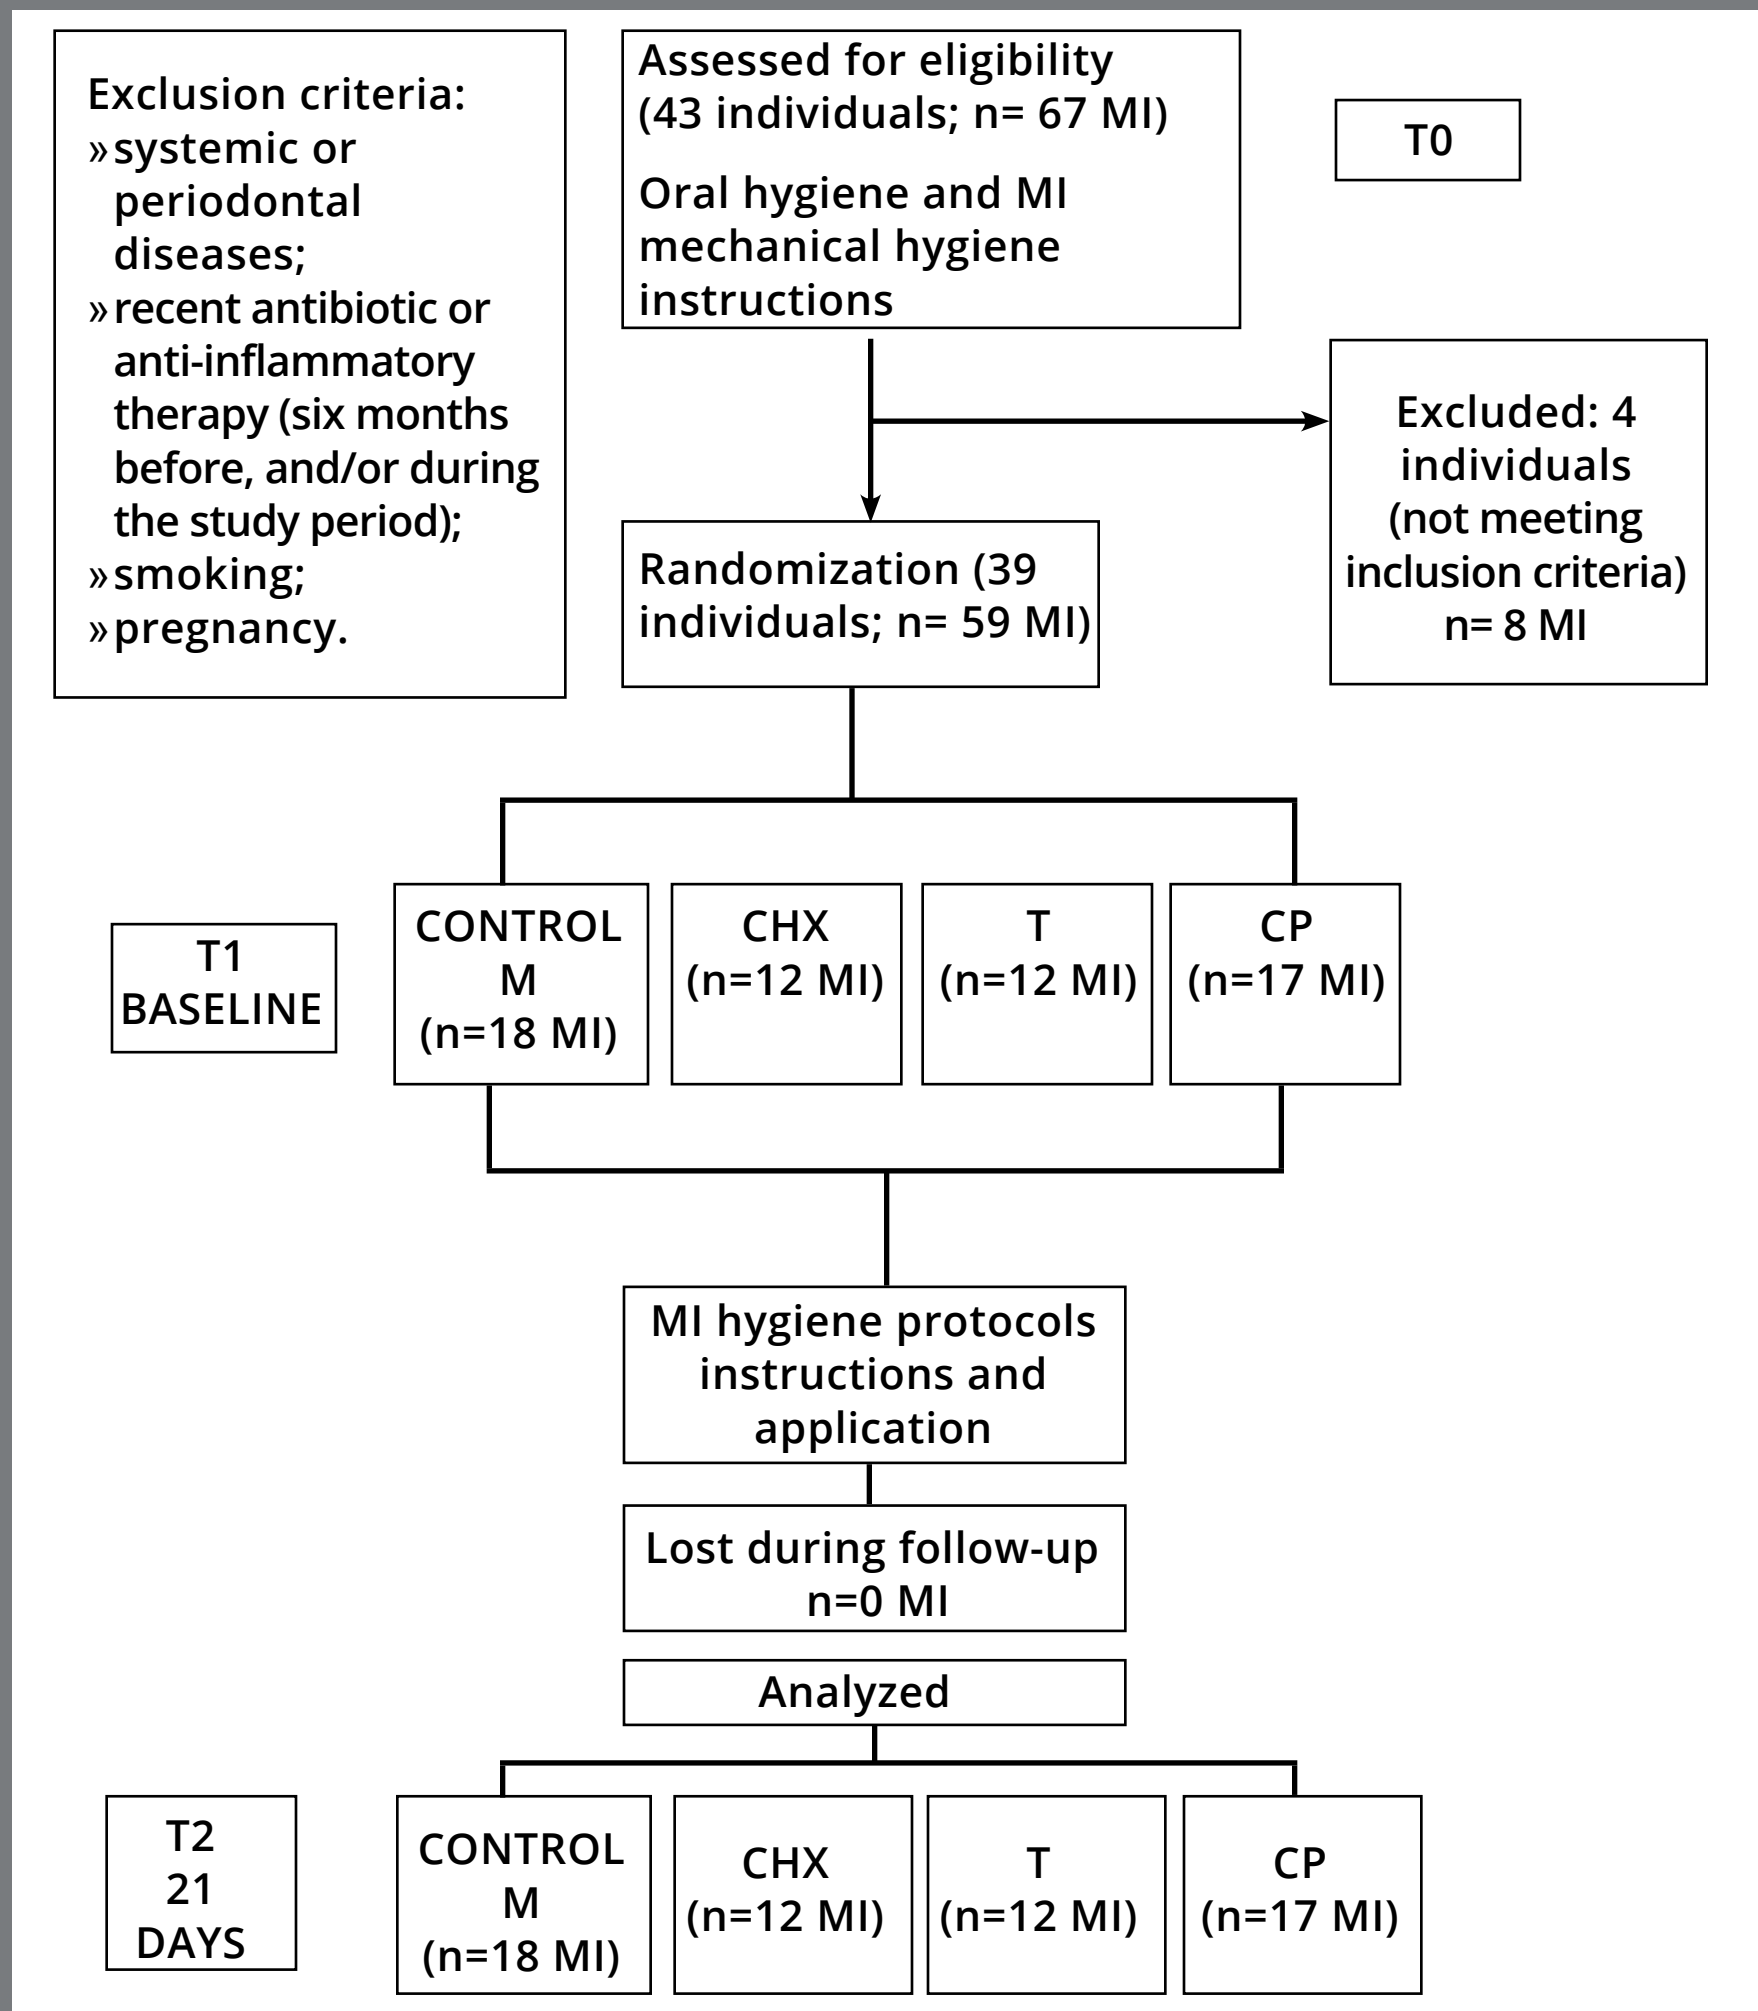 Exclusion criteria:
» systemic or
periodontal
diseases;
» recent antibiotic or
anti-inflammatory
therapy (six months
before, and/or during
the study period);
» smoking;
» pregnancy.
Assessed for eligibility
(43 individuals; n= 67 MI)
Oral hygiene and MI
mechanical hygiene
instructions
T0
Excluded: 4
individuals
(not meeting
inclusion criteria)
n= 8 MI
Randomization (39
individuals; n= 59 MI)
T1
BASELINE
CONTROL
M
(n=18 MI)
CHX
(n=12 MI)
T
(n=12 MI)
CP
(n=17 MI)
MI hygiene protocols
instructions and
application
Lost during follow-up
n=0 MI
Analyzed
T2
21
DAYS
CONTROL
M
(n=18 MI)
CHX
(n=12 MI)
T
(n=12 MI)
CP
(n=17 MI)